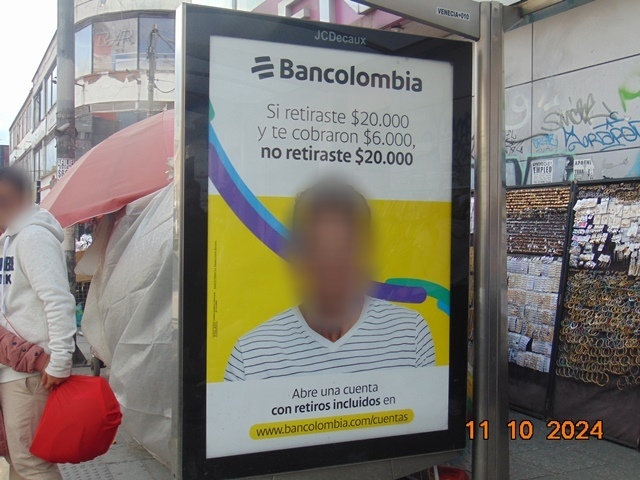 VENECIA+010
JCDecaux
Bancolombia
Si retiraste $20.000
y te cobraron $6.000,
no retiraste $20.000
Abre una cuenta
con retiros incluidos en
www.bancolombia.com/cuentas
EMPLEO
11 10 2024